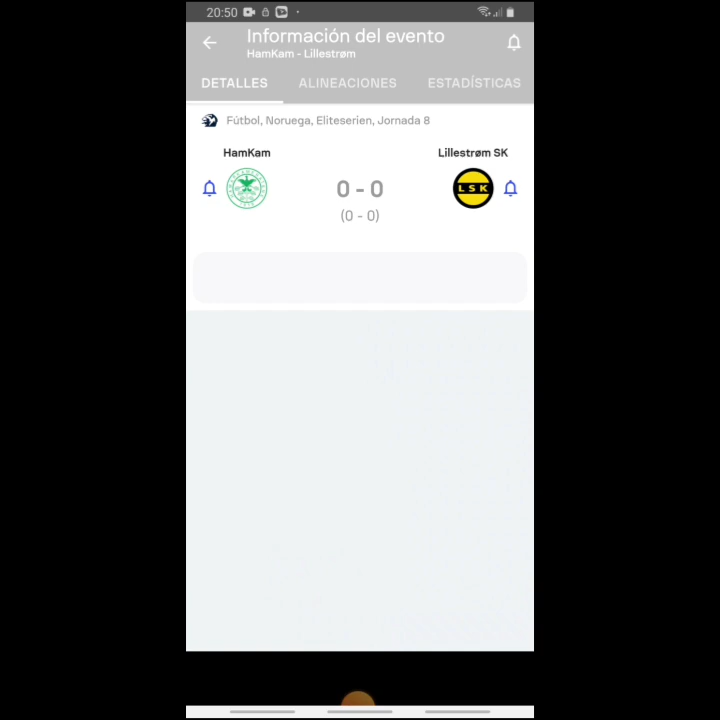 20:50
Información del evento
HamKam - Lillestrøm
DETALLES ALINEACIONES ESTADÍSTICAS
Fútbol, Noruega, Eliteserien, Jornada 8
HamKam Lillestrøm SK
0 - 0
LSK
(0 - 0)